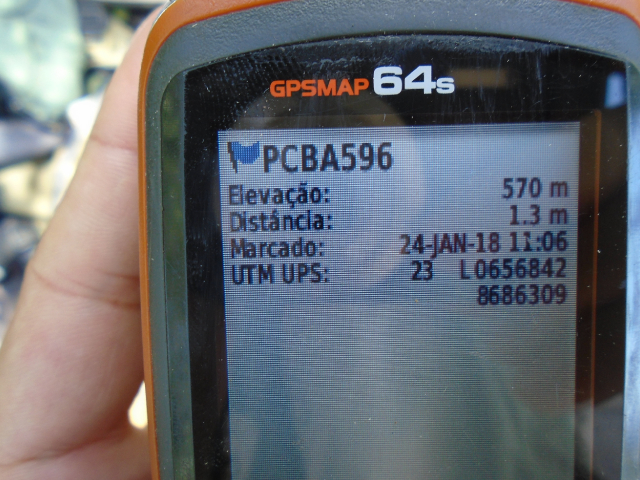 GPSMAP 64s
PCBA596
Elevação: 570 m
Distância: 1.3 m
Marcado: 24-JAN-18 11:06
UTM UPS: 23 L 0656842
8686309